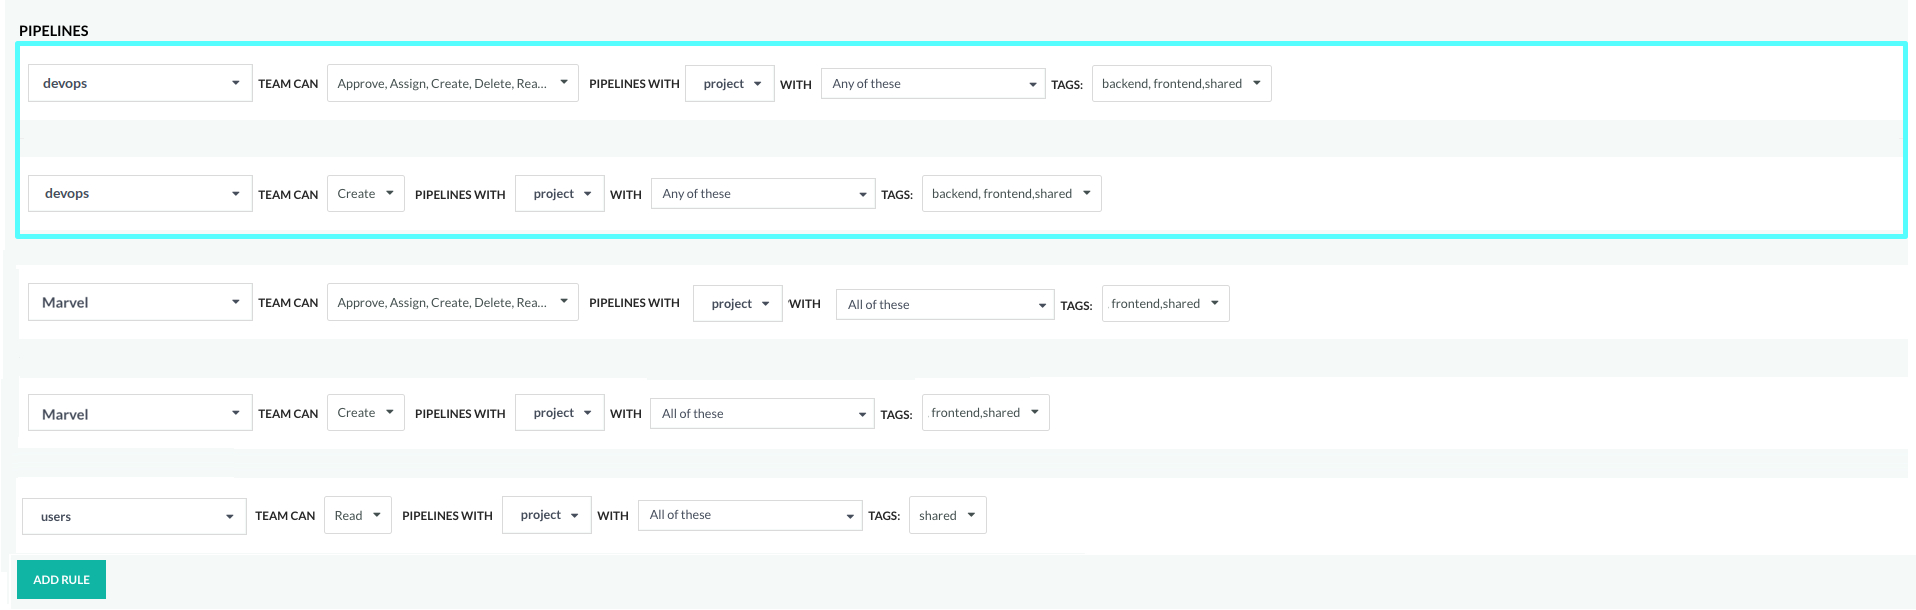 PIPELINES
devops TEAM CAN Approve, Assign, Create, Delete, Rea... PIPELINES WITH project WITH Any of these TAGS: backend, frontend,shared
devops TEAM CAN Create PIPELINES WITH project WITH Any of these TAGS: backend, frontend,shared
Marvel TEAM CAN Approve, Assign, Create, Delete, Rea... PIPELINES WITH project WITH All of these TAGS: frontend,shared
Marvel TEAM CAN Create PIPELINES WITH project WITH All of these TAGS: frontend,shared
users TEAM CAN Read PIPELINES WITH project WITH All of these TAGS: shared
ADD RULE